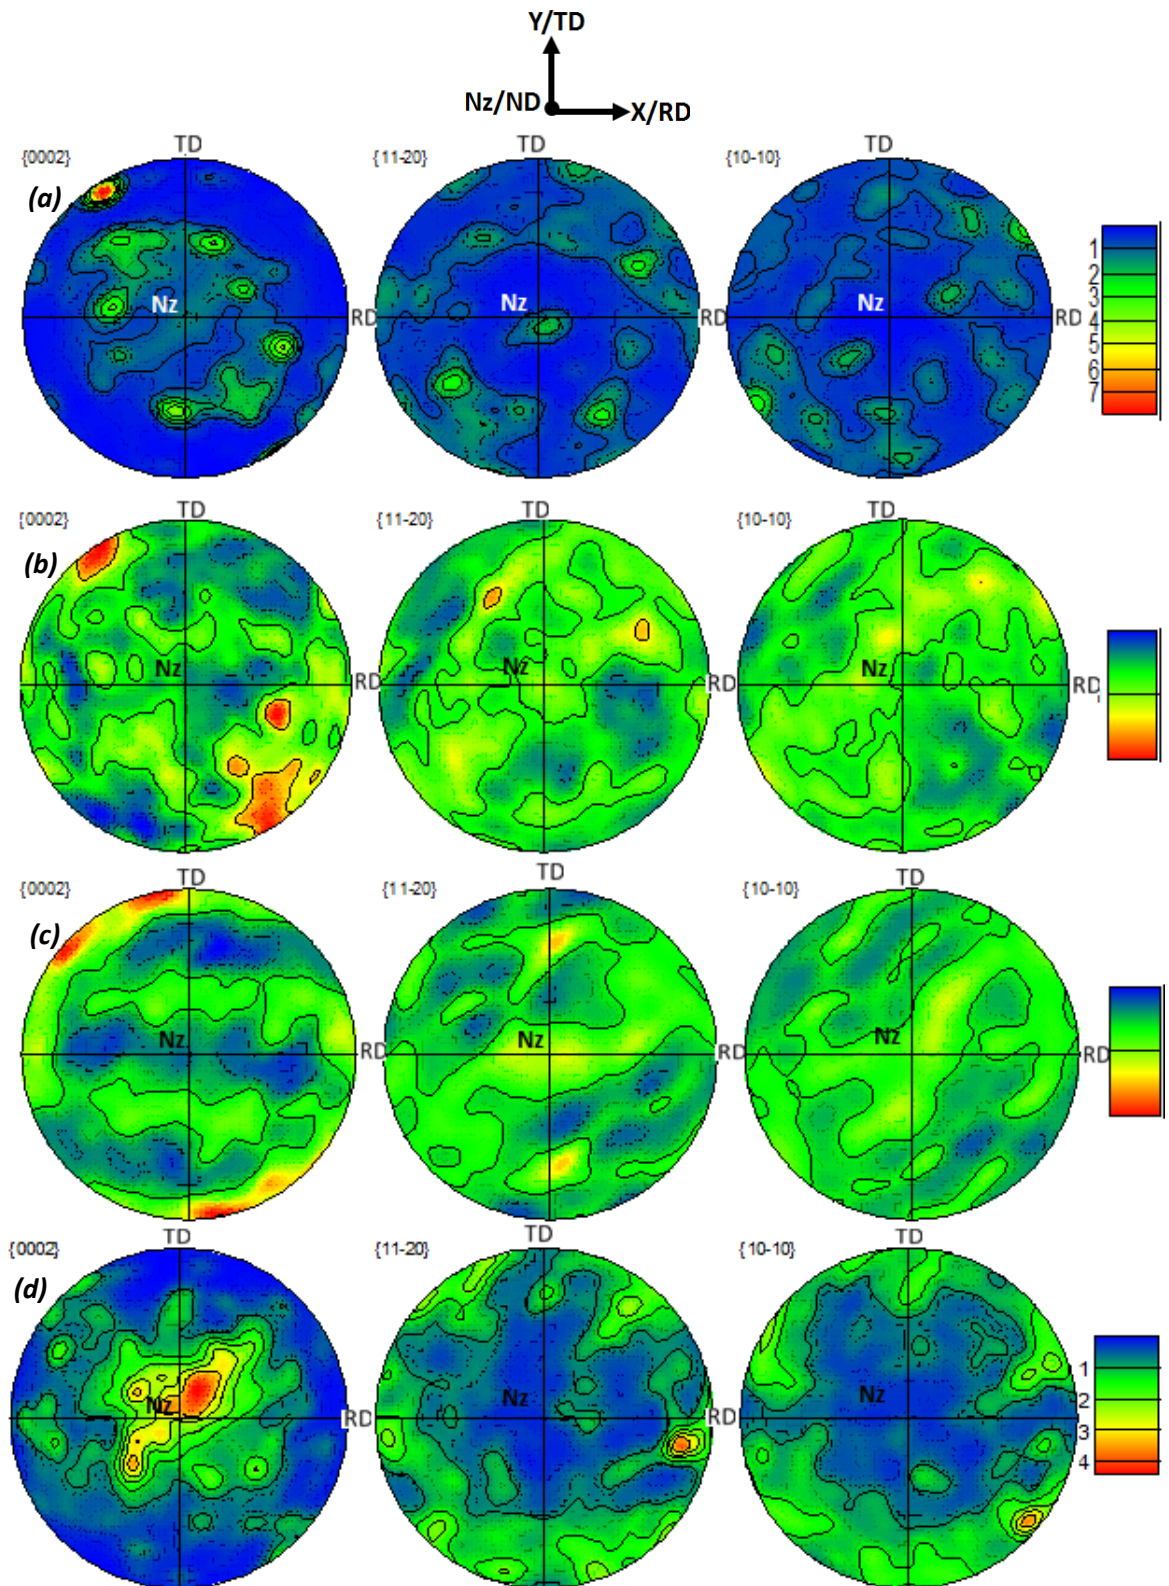 Y/TD
Nz/ND
X/RD
TD
TD
TD
{0002}
{11-20}
{10-10}
(a)
Nz
Nz
Nz
RD
RD
RD
1
2
3
4
5
6
7
TD
TD
TD
{0002}
{11-20}
{10-10}
(b)
Nz
Nz
Nz
RD
RD
RD
TD
TD
TD
{0002}
{11-20}
{10-10}
(c)
Nz
Nz
Nz
RD
RD
RD
TD
TD
TD
{0002}
{11-20}
{10-10}
(d)
Nz
Nz
Nz
RD
RD
RD
1
2
3
4